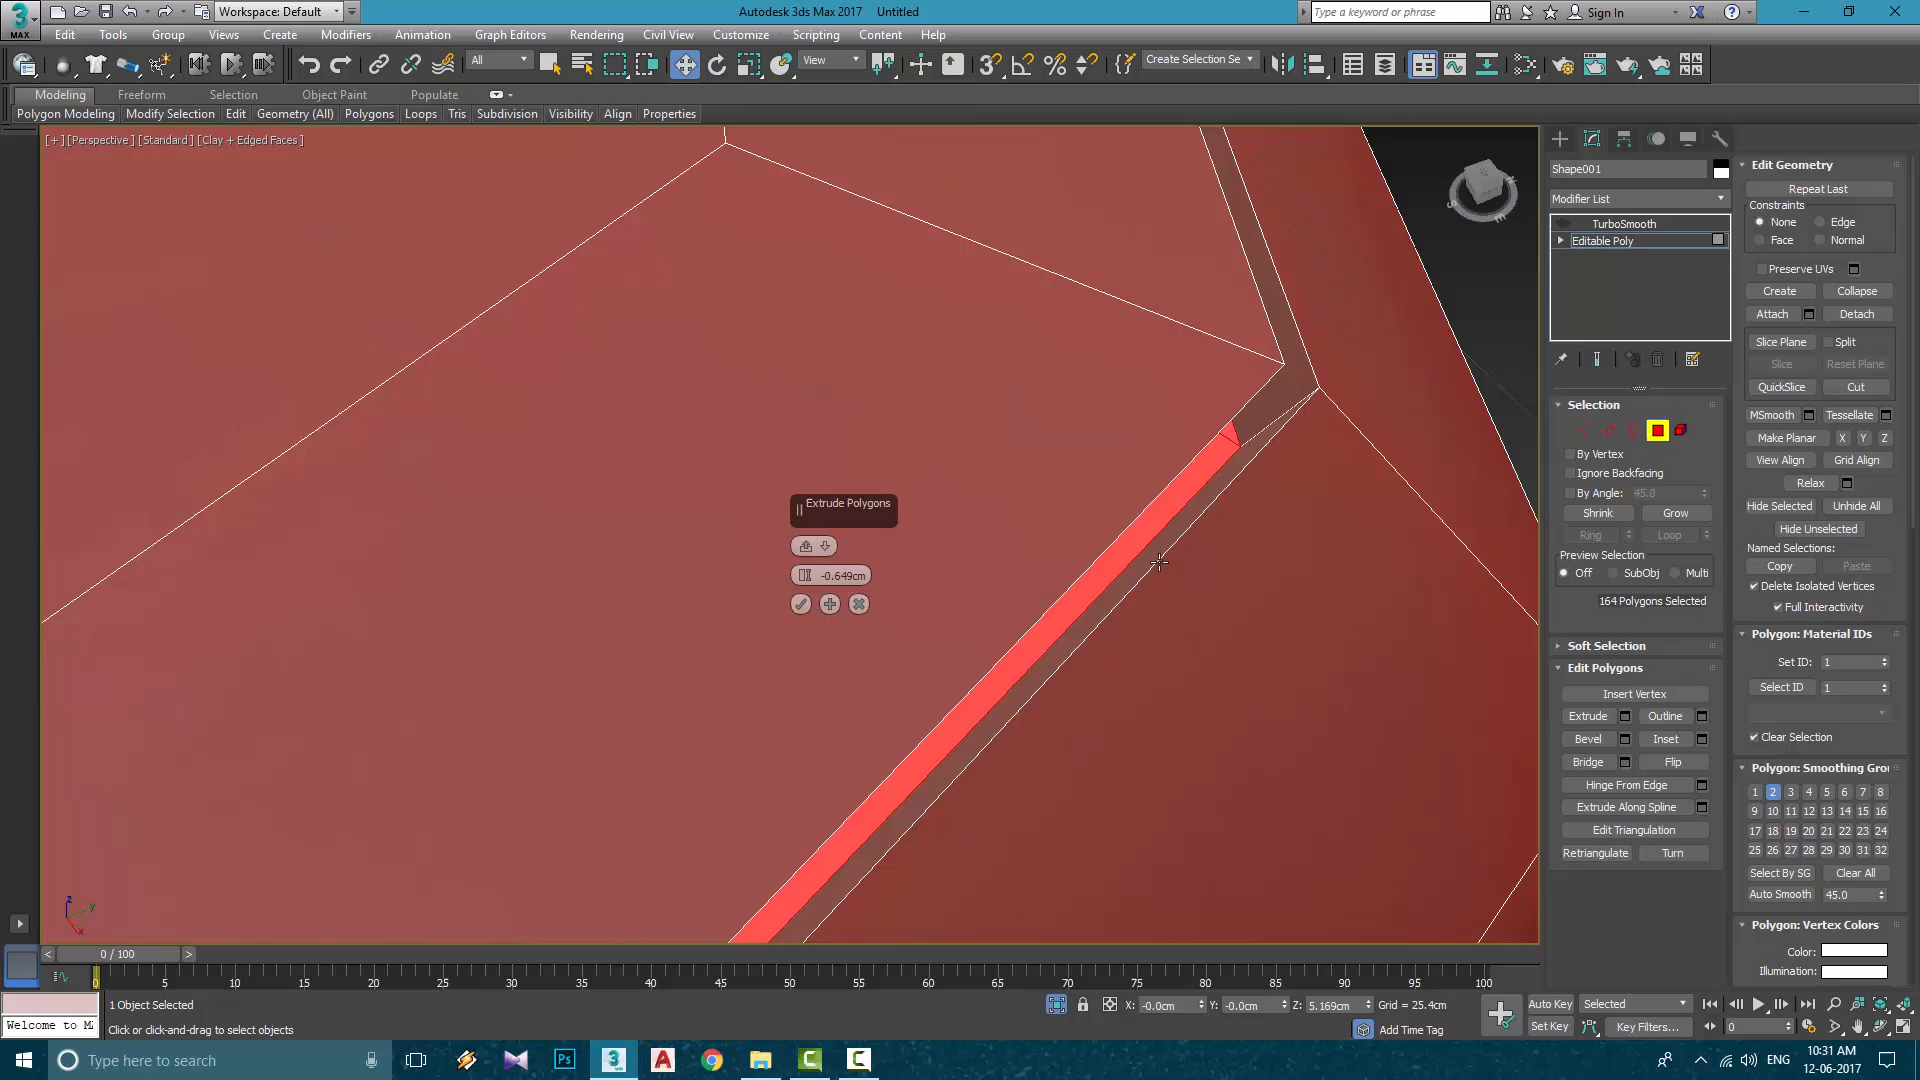 Workspace: Default
Autodesk 3ds Max 2017 Untitled
Type a keyword or phrase
Sign In
3
MAX
Edit Tools Group Views Create Modifiers Animation Graph Editors Rendering Civil View Customize Scripting Content Help
All
View
Create Selection Se
Modeling Freeform Selection Object Paint Populate
Polygon Modeling Modify Selection Edit Geometry (All) Polygons Loops Tris Subdivision Visibility Align Properties
[+] [Perspective] [Standard] [Clay + Edged Faces]
Extrude Polygons
-0.649cm
Shape001
Modifier List
TurboSmooth
Editable Poly
Selection
By Vertex
Ignore Backfacing
By Angle: 45.0
Shrink Grow
Ring Loop
Preview Selection
Off SubObj Multi
164 Polygons Selected
Soft Selection
Edit Polygons
Insert Vertex
Extrude Outline
Bevel Inset
Bridge Flip
Hinge From Edge
Extrude Along Spline
Edit Triangulation
Retriangulate Turn
Edit Geometry
Repeat Last
Constraints
None Edge
Face Normal
Preserve UVs
Create Collapse
Attach Detach
Slice Plane Split
Slice Reset Plane
QuickSlice Cut
MSmooth Tessellate
Make Planar X Y Z
View Align Grid Align
Relax
Hide Selected Unhide All
Hide Unselected
Named Selections:
Copy Paste
Delete Isolated Vertices
Full Interactivity
Polygon: Material IDs
Set ID: 1
Select ID 1
Clear Selection
Polygon: Smoothing Grou
1 2 3 4 5 6 7 8
9 10 11 12 13 14 15 16
17 18 19 20 21 22 23 24
25 26 27 28 29 30 31 32
Select By SG Clear All
Auto Smooth 45.0
Polygon: Vertex Colors
Color:
Illumination:
z
y
x
< 0 / 100 >
0 5 10 15 20 25 30 35 40 45 50 55 60 65 70 75 80 85 90 95 100
Welcome to M
1 Object Selected
Click or click-and-drag to select objects
X: -0.0cm Y: -0.0cm Z: 5.169cm Grid = 25.4cm
Add Time Tag
Auto Key Selected
Set Key Key Filters...
0
Type here to search
Ps
3
MAX
A
C
C
ENG
10:31 AM
12-06-2017